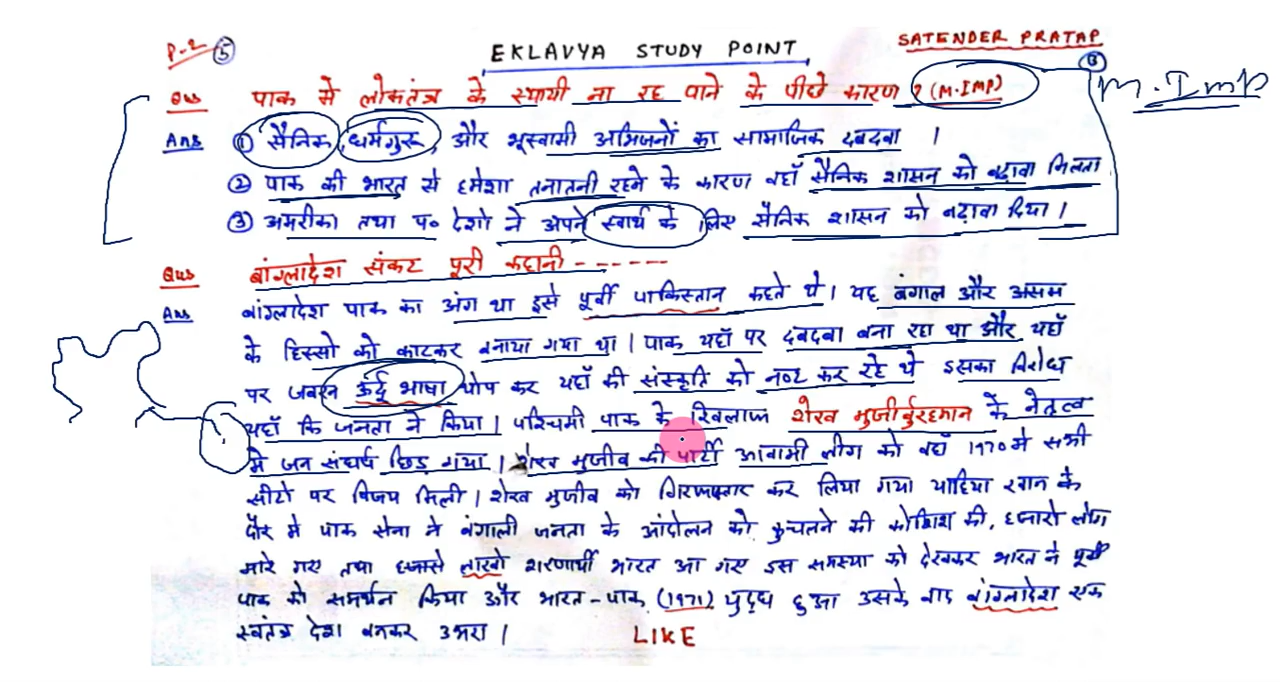 P-2 ⑤
EKLAVYA STUDY POINT
SATENDER PRATAP
M.Imp
Ques पाक में लोकतंत्र के स्थायी ना रह पाने के पीछे कारण ? (M.IMP)
Ans ① सैनिक, धर्मगुरू, और भूस्वामी अभिजनों का सामाजिक दबदबा ।
② पाक की भारत से हमेशा तनातनी रहने के कारण वहाँ सैनिक शासन को बढ़ावा मिलता
③ अमरीका तथा प० देशो ने अपने स्वार्थ के लिए सैनिक शासन को बढ़ावा दिया ।
Ques बांग्लादेश संकट पूरी कहानी -------
Ans बांग्लादेश पाक का अंग था इसे पूर्वी पाकिस्तान कहते थे । यह बंगाल और असम
के हिस्सो को काटकर बनाया गया था । पाक यहाँ पर दबदबा बना रहा था और यहाँ
पर जबरन उर्दू भाषा थोप कर यहाँ की संस्कृति को नष्ट कर रहे थे इसका विरोध
यहाँ कि जनता ने किया । पश्चिमी पाक के खिलाफ शेख मुजीर्बुरहमान के नेतृत्व
में जन संघर्ष छिड़ गया । शेख मुजीब की पार्टी आवामी लीग को वहाँ 1970 मे सभी
सीटो पर विजय मिली । शेख मुजीब को गिरफ्तार कर लिया गया याहिया खान के
दौर मे पाक सेना ने बंगाली जनता के आंदोलन को कुचलने की कोशिश की, हजारो लोग
मारे गए तथा लाखो शरणार्थी भारत आ गए इस समस्या को देखकर भारत ने पूर्वी
पाक को समर्थन किया और भारत-पाक (1971) युद्ध हुआ उसके बाद बांग्लादेश एक
स्वतंत्र देश बनकर उभरा ।
LIKE